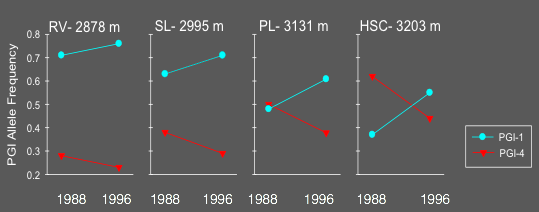 RV- 2878 m
SL- 2995 m
PL- 3131 m
HSC- 3203 m
PGI Allele Frequency
0.8
0.7
0.6
0.5
0.4
0.3
0.2
1988 1996
1988 1996
1988 1996
1988 1996
PGI-1
PGI-4